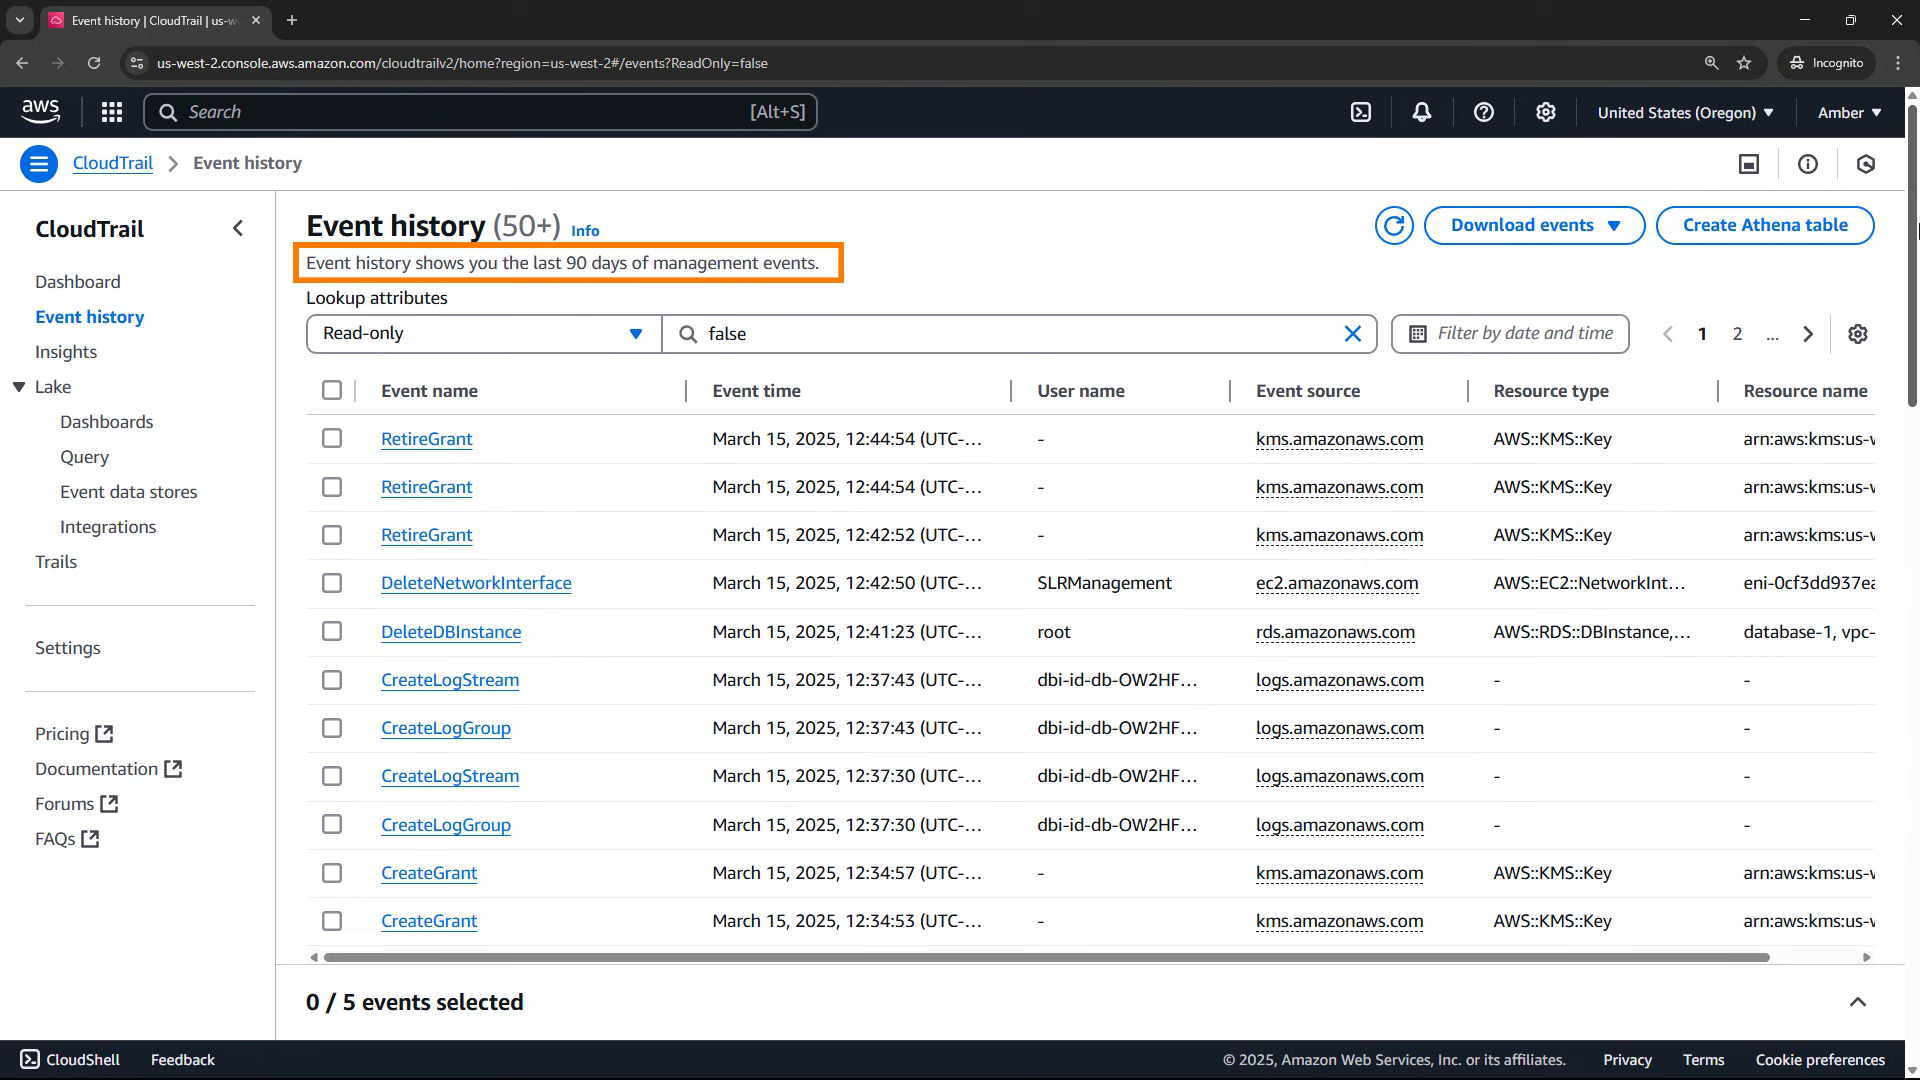 Event history | CloudTrail | us-w
us-west-2.console.aws.amazon.com/cloudtrailv2/home?region=us-west-2#/events?ReadOnly=false
Incognito
aws
Search
[Alt+S]
United States (Oregon)
Amber
CloudTrail
Event history
CloudTrail
Dashboard
Event history
Insights
Lake
Dashboards
Query
Event data stores
Integrations
Trails
Settings
Pricing
Documentation
Forums
FAQs
Event history (50+) Info
Download events
Create Athena table
Event history shows you the last 90 days of management events.
Lookup attributes
Read-only
false
Filter by date and time
1 2 ...
Event name Event time User name Event source Resource type Resource name
RetireGrant March 15, 2025, 12:44:54 (UTC-... - kms.amazonaws.com AWS::KMS::Key arn:aws:kms:us-w
RetireGrant March 15, 2025, 12:44:54 (UTC-... - kms.amazonaws.com AWS::KMS::Key arn:aws:kms:us-w
RetireGrant March 15, 2025, 12:42:52 (UTC-... - kms.amazonaws.com AWS::KMS::Key arn:aws:kms:us-w
DeleteNetworkInterface March 15, 2025, 12:42:50 (UTC-... SLRManagement ec2.amazonaws.com AWS::EC2::NetworkInt... eni-0cf3dd937ea
DeleteDBInstance March 15, 2025, 12:41:23 (UTC-... root rds.amazonaws.com AWS::RDS::DBInstance,... database-1, vpc-
CreateLogStream March 15, 2025, 12:37:43 (UTC-... dbi-id-db-OW2HF... logs.amazonaws.com - -
CreateLogGroup March 15, 2025, 12:37:43 (UTC-... dbi-id-db-OW2HF... logs.amazonaws.com - -
CreateLogStream March 15, 2025, 12:37:30 (UTC-... dbi-id-db-OW2HF... logs.amazonaws.com - -
CreateLogGroup March 15, 2025, 12:37:30 (UTC-... dbi-id-db-OW2HF... logs.amazonaws.com - -
CreateGrant March 15, 2025, 12:34:57 (UTC-... - kms.amazonaws.com AWS::KMS::Key arn:aws:kms:us-w
CreateGrant March 15, 2025, 12:34:53 (UTC-... - kms.amazonaws.com AWS::KMS::Key arn:aws:kms:us-w
0 / 5 events selected
CloudShell Feedback © 2025, Amazon Web Services, Inc. or its affiliates. Privacy Terms Cookie preferences